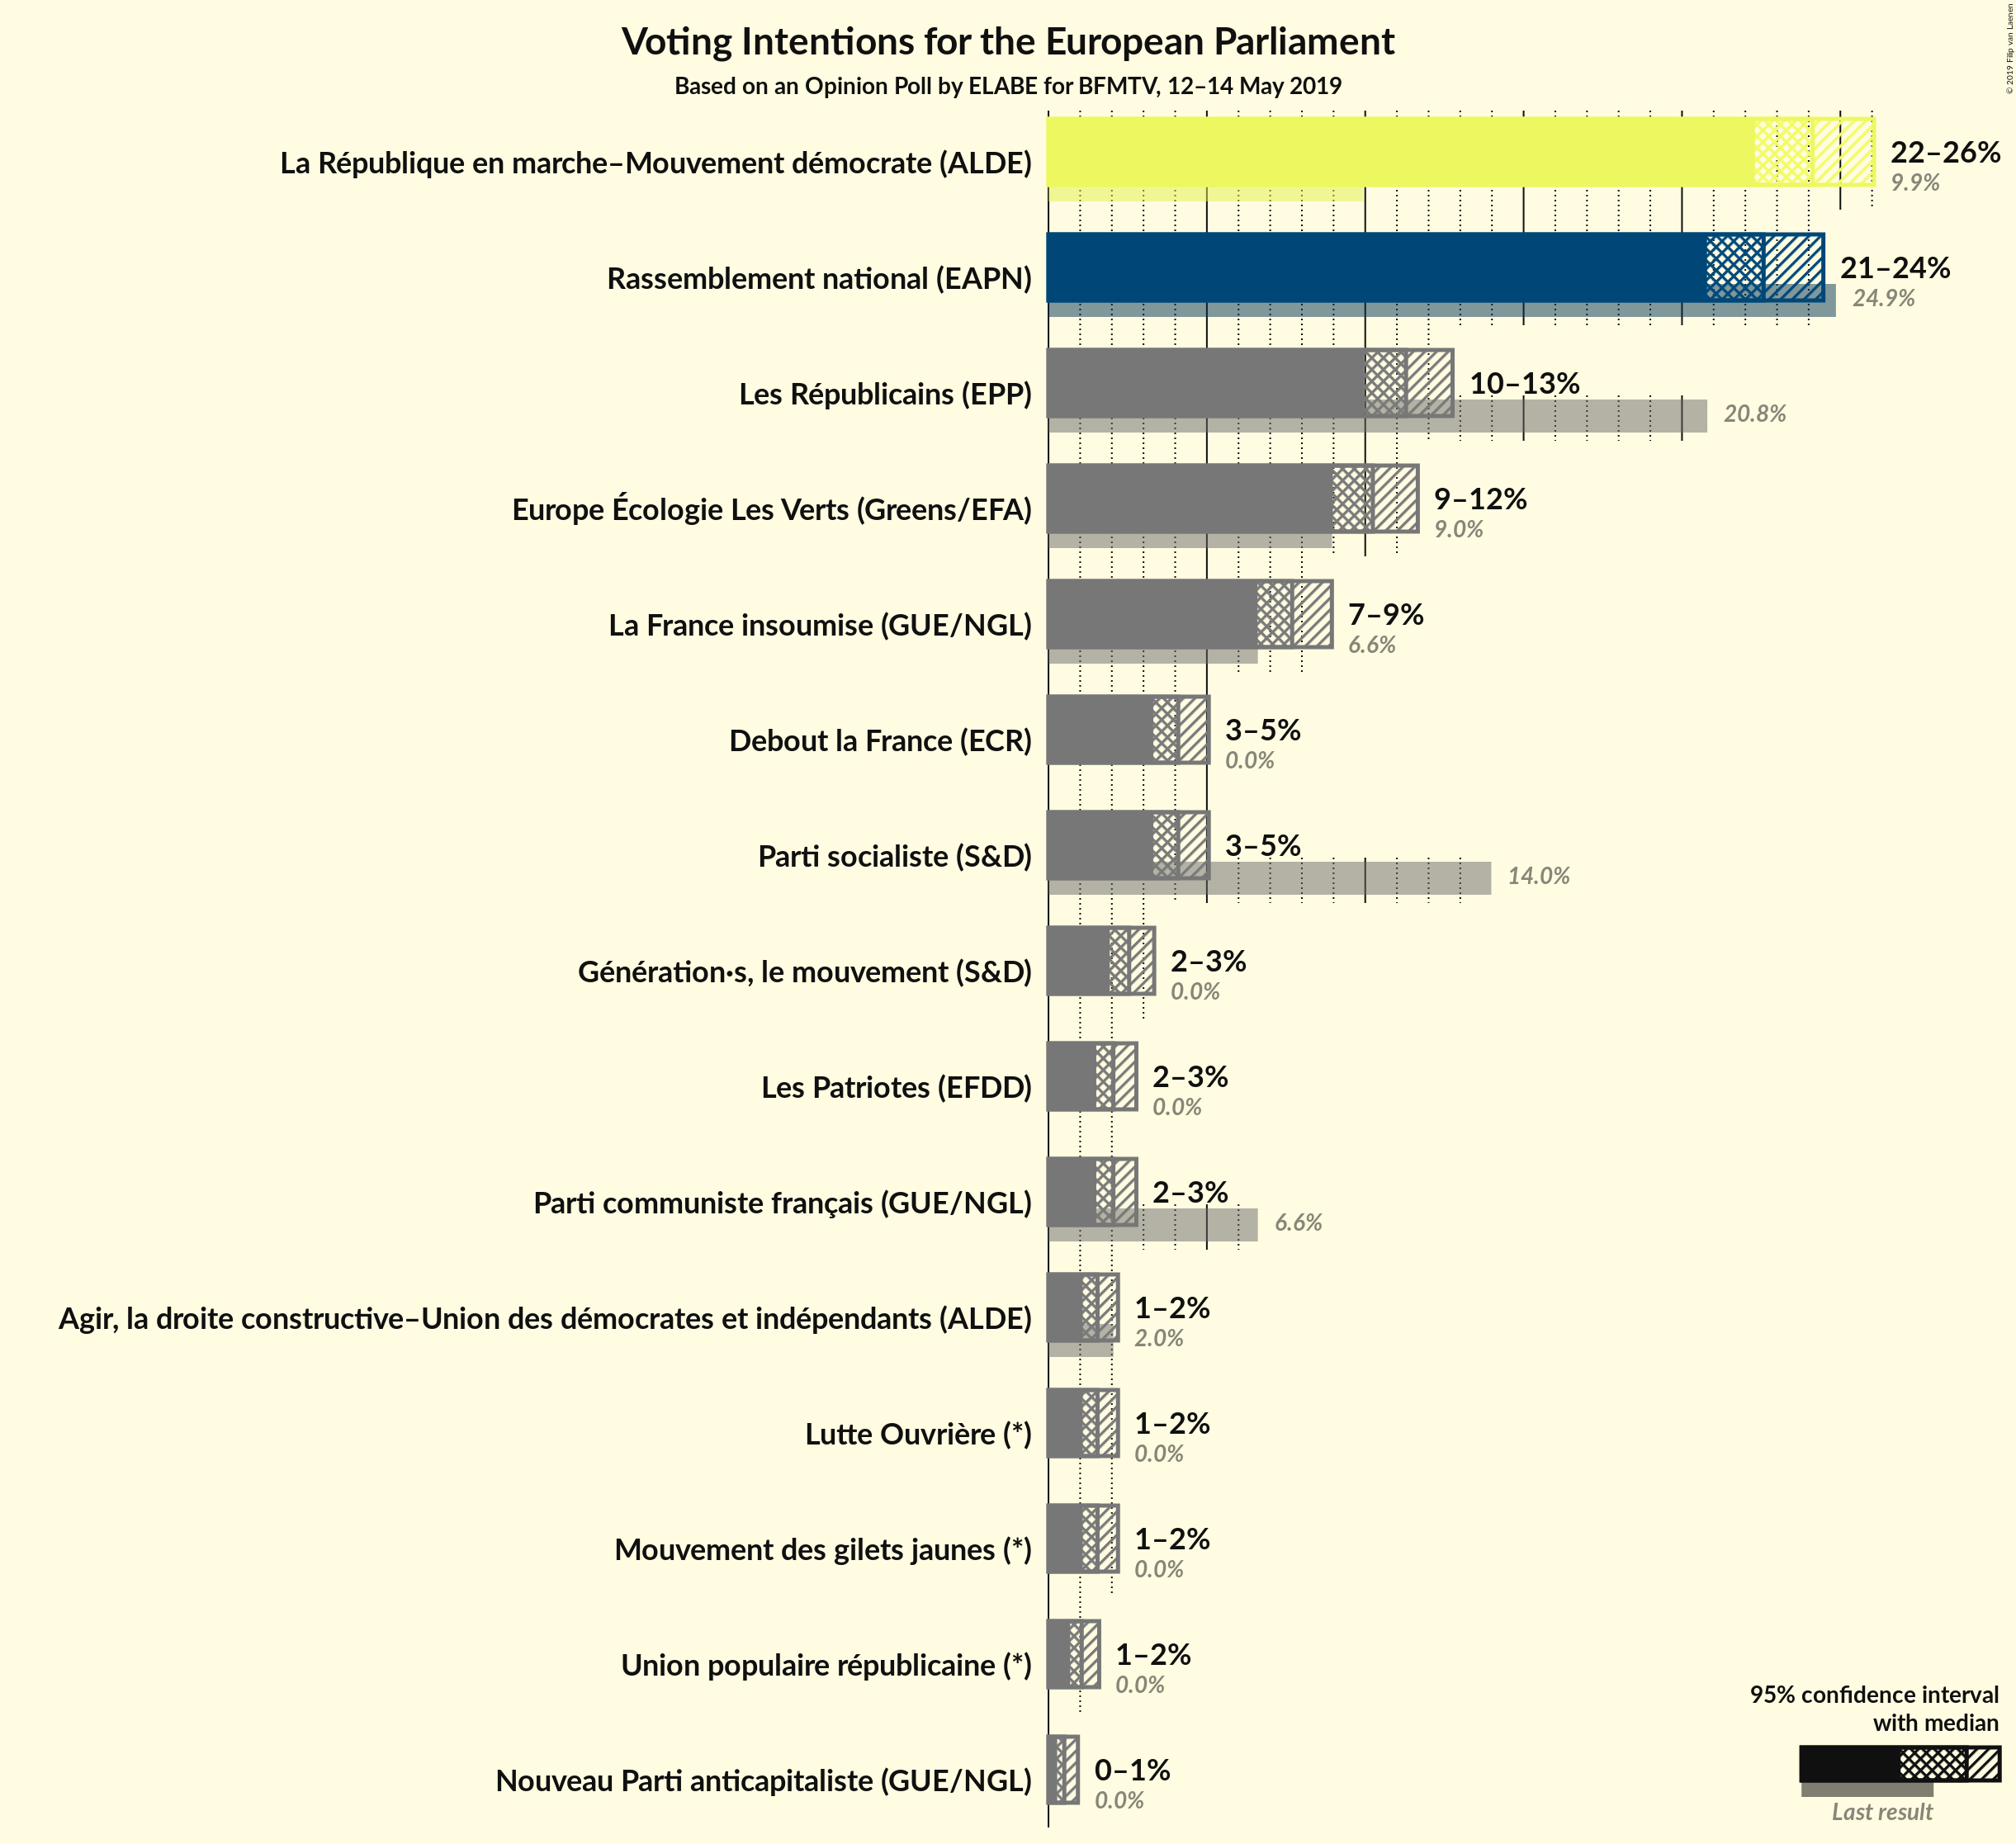 Voting Intentions for the European Parliament
Based on an Opinion Poll by ELABE for BFMTV, 12–14 May 2019
© 2019 Filip van Laenen
La République en marche–Mouvement démocrate (ALDE)
22–26%
9.9%
Rassemblement national (EAPN)
21–24%
24.9%
Les Républicains (EPP)
10–13%
20.8%
Europe Écologie Les Verts (Greens/EFA)
9–12%
9.0%
La France insoumise (GUE/NGL)
7–9%
6.6%
Debout la France (ECR)
3–5%
0.0%
Parti socialiste (S&D)
3–5%
14.0%
Génération·s, le mouvement (S&D)
2–3%
0.0%
Les Patriotes (EFDD)
2–3%
0.0%
Parti communiste français (GUE/NGL)
2–3%
6.6%
Agir, la droite constructive–Union des démocrates et indépendants (ALDE)
1–2%
2.0%
Lutte Ouvrière (*)
1–2%
0.0%
Mouvement des gilets jaunes (*)
1–2%
0.0%
Union populaire républicaine (*)
1–2%
0.0%
Nouveau Parti anticapitaliste (GUE/NGL)
0–1%
0.0%
95% confidence interval
with median
Last result